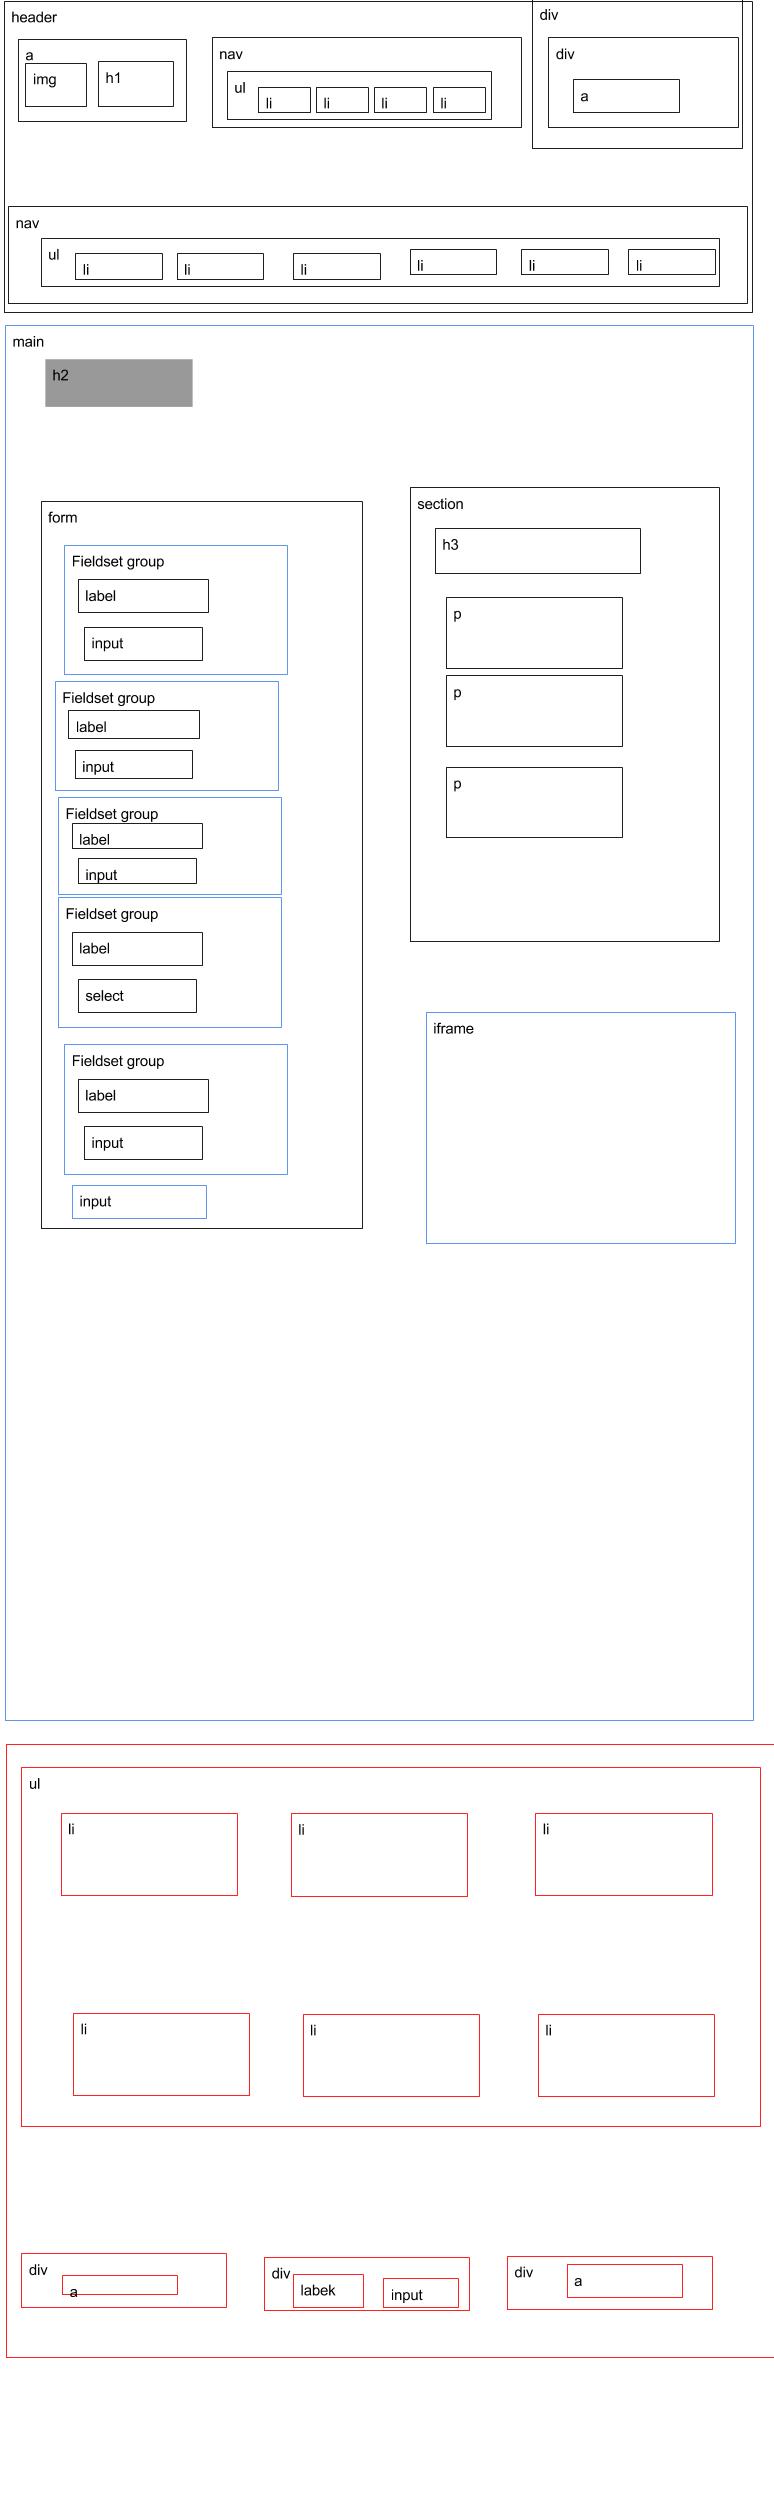 header
div
a
img
h1
nav
ul
li
li
li
li
div
a
nav
ul
li
li
li
li
li
li
main
h2
form
Fieldset group
label
input
Fieldset group
label
input
Fieldset group
label
input
Fieldset group
label
select
Fieldset group
label
input
input
section
h3
p
p
p
iframe
ul
li
li
li
li
li
li
div
a
div
labek
input
div
a